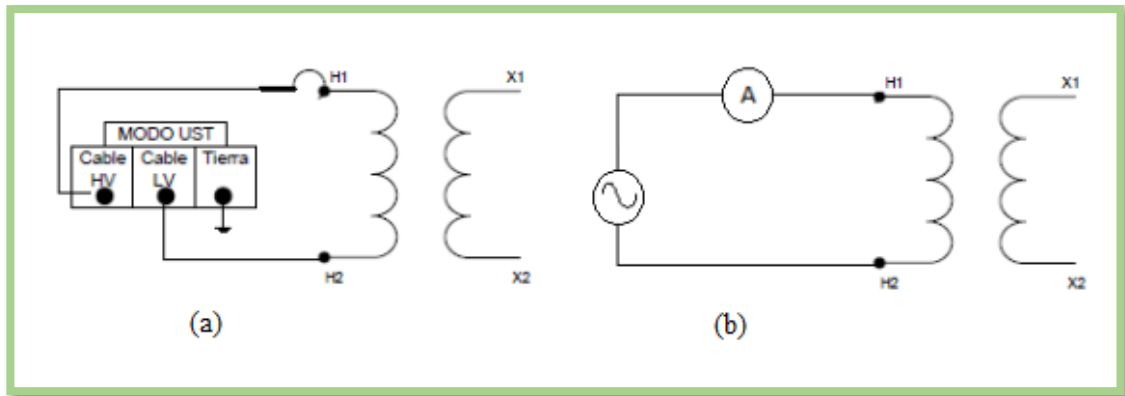 H1
X1
MODO UST
Cable HV
Cable LV
Tierra
H2
X2
(a)
A
H1
X1
H2
X2
(b)